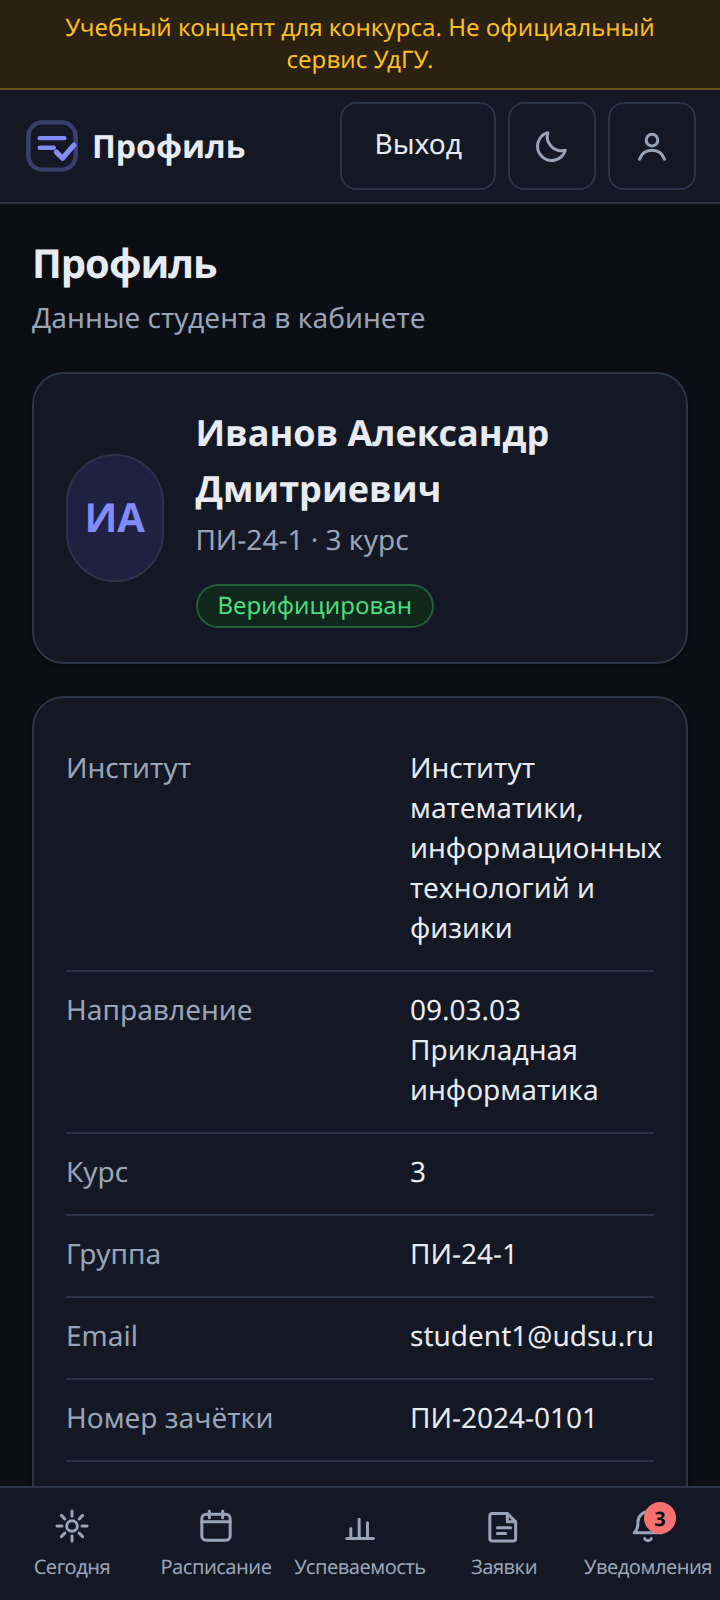 Учебный концепт для конкурса. Не официальный
сервис УдГУ.
Профиль
Выход
Профиль
Данные студента в кабинете
ИА
Иванов Александр
Дмитриевич
ПИ-24-1 · 3 курс
Верифицирован
Институт
Институт
математики,
информационных
технологий и
физики
Направление
09.03.03
Прикладная
информатика
Курс
3
Группа
ПИ-24-1
Email
student1@udsu.ru
Номер зачётки
ПИ-2024-0101
3
Сегодня
Расписание
Успеваемость
Заявки
Уведомления